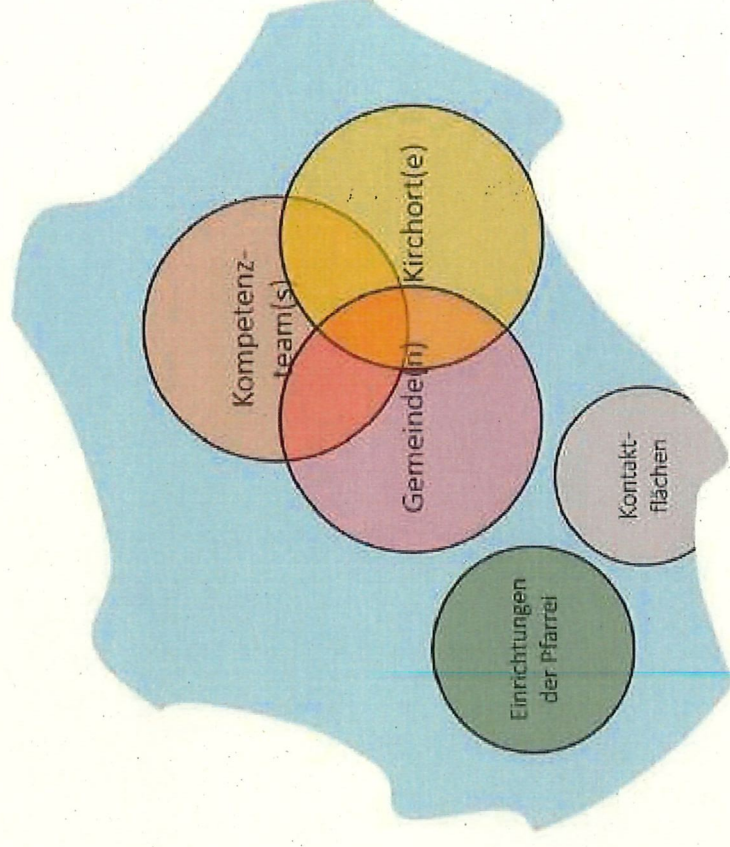 Kompetenz-
team(s)
Gemeinde(n)
Kirchort(e)
Einrichtungen
der Pfarrei
Kontakt-
flächen